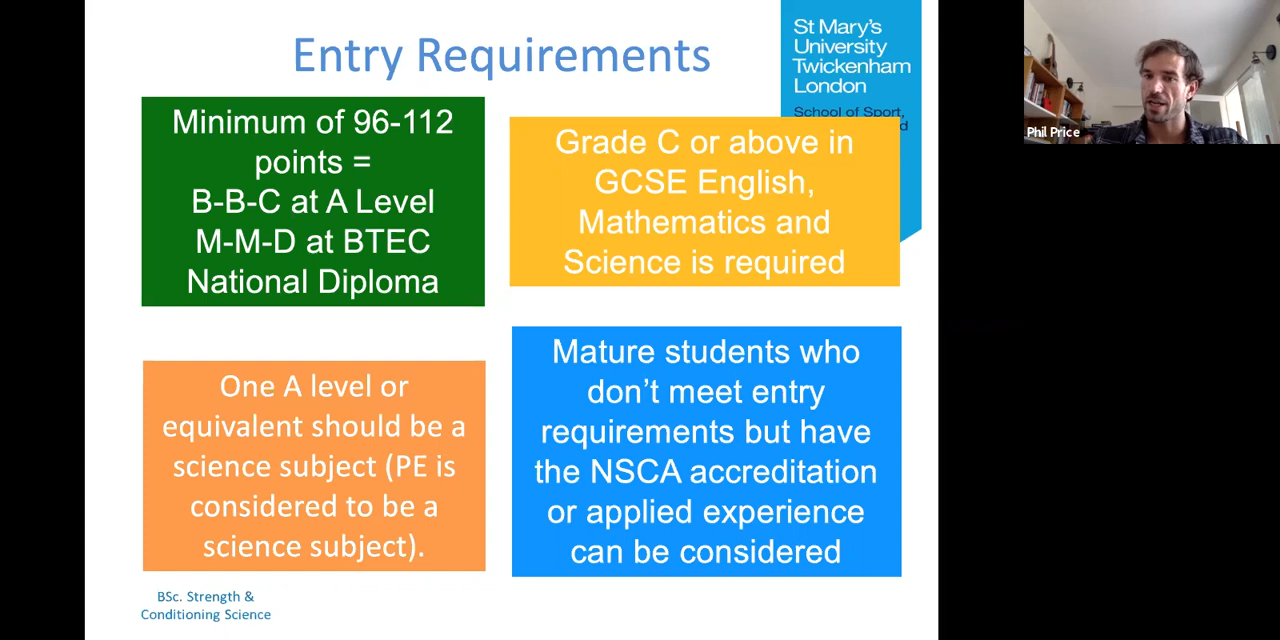 Entry Requirements
St Mary's
University
Twickenham
London
School of Sport,
Minimum of 96-112
points =
B-B-C at A Level
M-M-D at BTEC
National Diploma
Grade C or above in
GCSE English,
Mathematics and
Science is required
One A level or
equivalent should be a
science subject (PE is
considered to be a
science subject).
Mature students who
don't meet entry
requirements but have
the NSCA accreditation
or applied experience
can be considered
BSc. Strength &
Conditioning Science
Phil Price